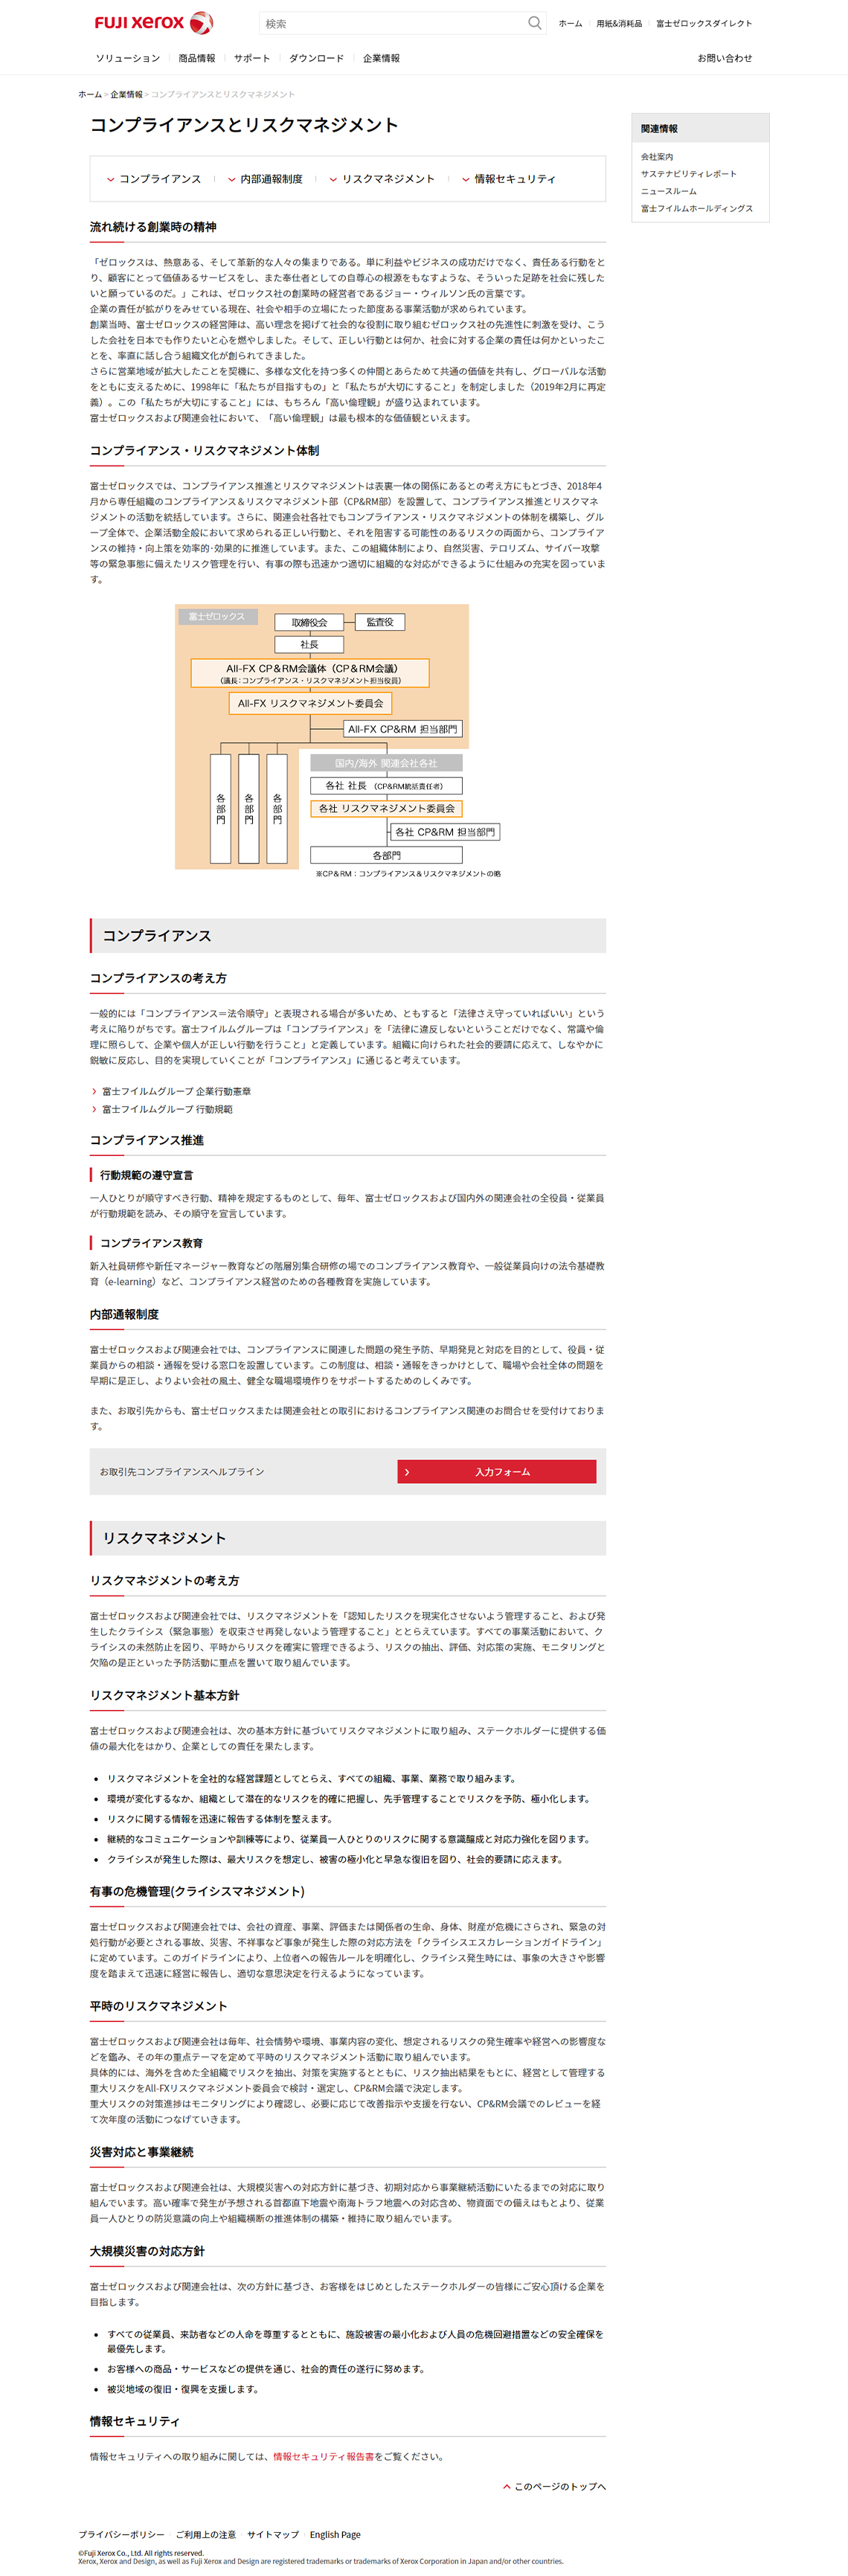 FUJI xerox
検索
ホーム
用紙&消耗品
富士ゼロックスダイレクト
ソリューション
商品情報
サポート
ダウンロード
企業情報
お問い合わせ
ホーム > 企業情報 > コンプライアンスとリスクマネジメント
コンプライアンスとリスクマネジメント
コンプライアンス
内部通報制度
リスクマネジメント
情報セキュリティ
関連情報
会社案内
サステナビリティレポート
ニュースルーム
富士フイルムホールディングス
流れ続ける創業時の精神
「ゼロックスは、熱意ある、そして革新的な人々の集まりである。単に利益やビジネスの成功だけでなく、責任ある行動をと
り、顧客にとって価値あるサービスをし、また奉仕者としての自尊心の根源をもなすような、そういった足跡を社会に残した
いと願っているのだ。」これは、ゼロックス社の創業時の経営者であるジョー・ウィルソン氏の言葉です。
企業の責任が拡がりをみせている現在、社会や相手の立場にたった節度ある事業活動が求められています。
創業当時、富士ゼロックスの経営陣は、高い理念を掲げて社会的な役割に取り組むゼロックス社の先進性に刺激を受け、こう
した会社を日本でも作りたいと心を燃やしました。そして、正しい行動とは何か、社会に対する企業の責任は何かといったこ
とを、率直に話し合う組織文化が創られてきました。
さらに営業地域が拡大したことを契機に、多様な文化を持つ多くの仲間とあらためて共通の価値を共有し、グローバルな活動
をともに支えるために、1998年に「私たちが目指すもの」と「私たちが大切にすること」を制定しました（2019年2月に再定
義）。この「私たちが大切にすること」には、もちろん「高い倫理観」が盛り込まれています。
富士ゼロックスおよび関連会社において、「高い倫理観」は最も根本的な価値観といえます。
コンプライアンス・リスクマネジメント体制
富士ゼロックスでは、コンプライアンス推進とリスクマネジメントは表裏一体の関係にあるとの考え方にもとづき、2018年4
月から専任組織のコンプライアンス＆リスクマネジメント部（CP&RM部）を設置して、コンプライアンス推進とリスクマネ
ジメントの活動を統括しています。さらに、関連会社各社でもコンプライアンス・リスクマネジメントの体制を構築し、グルー
プ全体で、企業活動全般において求められる正しい行動と、それを阻害する可能性のあるリスクの両面から、コンプライア
ンスの維持・向上策を効率的･効果的に推進しています。また、この組織体制により、自然災害、テロリズム、サイバー攻撃
等の緊急事態に備えたリスク管理を行い、有事の際も迅速かつ適切に組織的な対応ができるように仕組みの充実を図っていま
す。
富士ゼロックス
取締役会
監査役
社長
All-FX CP＆RM会議体（CP＆RM会議）
（議長：コンプライアンス・リスクマネジメント担当役員）
All-FX リスクマネジメント委員会
All-FX CP&RM 担当部門
各部門
各部門
各部門
国内/海外 関連会社各社
各社 社長（CP&RM統括責任者）
各社 リスクマネジメント委員会
各社 CP&RM 担当部門
各部門
※CP＆RM：コンプライアンス＆リスクマネジメントの略
コンプライアンス
コンプライアンスの考え方
一般的には「コンプライアンス＝法令順守」と表現される場合が多いため、ともすると「法律さえ守っていればいい」という
考えに陥りがちです。富士フイルムグループは「コンプライアンス」を「法律に違反しないということだけでなく、常識や倫
理に照らして、企業や個人が正しい行動を行うこと」と定義しています。組織に向けられた社会的要請に応えて、しなやかに
鋭敏に反応し、目的を実現していくことが「コンプライアンス」に通じると考えています。
富士フイルムグループ 企業行動憲章
富士フイルムグループ 行動規範
コンプライアンス推進
行動規範の遵守宣言
一人ひとりが順守すべき行動、精神を規定するものとして、毎年、富士ゼロックスおよび国内外の関連会社の全役員・従業員
が行動規範を読み、その順守を宣言しています。
コンプライアンス教育
新入社員研修や新任マネージャー教育などの階層別集合研修の場でのコンプライアンス教育や、一般従業員向けの法令基礎教
育（e-learning）など、コンプライアンス経営のための各種教育を実施しています。
内部通報制度
富士ゼロックスおよび関連会社では、コンプライアンスに関連した問題の発生予防、早期発見と対応を目的として、役員・従
業員からの相談・通報を受ける窓口を設置しています。この制度は、相談・通報をきっかけとして、職場や会社全体の問題を
早期に是正し、よりよい会社の風土、健全な職場環境作りをサポートするためのしくみです。
また、お取引先からも、富士ゼロックスまたは関連会社との取引におけるコンプライアンス関連のお問合せを受付けておりま
す。
お取引先コンプライアンスヘルプライン
入力フォーム
リスクマネジメント
リスクマネジメントの考え方
富士ゼロックスおよび関連会社では、リスクマネジメントを「認知したリスクを現実化させないよう管理すること、および発
生したクライシス（緊急事態）を収束させ再発しないよう管理すること」ととらえています。すべての事業活動において、ク
ライシスの未然防止を図り、平時からリスクを確実に管理できるよう、リスクの抽出、評価、対応策の実施、モニタリングと
欠陥の是正といった予防活動に重点を置いて取り組んでいます。
リスクマネジメント基本方針
富士ゼロックスおよび関連会社は、次の基本方針に基づいてリスクマネジメントに取り組み、ステークホルダーに提供する価
値の最大化をはかり、企業としての責任を果たします。
リスクマネジメントを全社的な経営課題としてとらえ、すべての組織、事業、業務で取り組みます。
環境が変化するなか、組織として潜在的なリスクを的確に把握し、先手管理することでリスクを予防、極小化します。
リスクに関する情報を迅速に報告する体制を整えます。
継続的なコミュニケーションや訓練等により、従業員一人ひとりのリスクに関する意識醸成と対応力強化を図ります。
クライシスが発生した際は、最大リスクを想定し、被害の極小化と早急な復旧を図り、社会的要請に応えます。
有事の危機管理(クライシスマネジメント)
富士ゼロックスおよび関連会社では、会社の資産、事業、評価または関係者の生命、身体、財産が危機にさらされ、緊急の対
処行動が必要とされる事故、災害、不祥事など事象が発生した際の対応方法を「クライシスエスカレーションガイドライン」
に定めています。このガイドラインにより、上位者への報告ルールを明確化し、クライシス発生時には、事象の大きさや影響
度を踏まえて迅速に経営に報告し、適切な意思決定を行えるようになっています。
平時のリスクマネジメント
富士ゼロックスおよび関連会社は毎年、社会情勢や環境、事業内容の変化、想定されるリスクの発生確率や経営への影響度な
どを鑑み、その年の重点テーマを定めて平時のリスクマネジメント活動に取り組んでいます。
具体的には、海外を含めた全組織でリスクを抽出、対策を実施するとともに、リスク抽出結果をもとに、経営として管理する
重大リスクをAll-FXリスクマネジメント委員会で検討・選定し、CP&RM会議で決定します。
重大リスクの対策進捗はモニタリングにより確認し、必要に応じて改善指示や支援を行ない、CP&RM会議でのレビューを経
て次年度の活動につなげていきます。
災害対応と事業継続
富士ゼロックスおよび関連会社は、大規模災害への対応方針に基づき、初期対応から事業継続活動にいたるまでの対応に取り
組んでいます。高い確率で発生が予想される首都直下地震や南海トラフ地震への対応含め、物資面での備えはもとより、従業
員一人ひとりの防災意識の向上や組織横断の推進体制の構築・維持に取り組んでいます。
大規模災害の対応方針
富士ゼロックスおよび関連会社は、次の方針に基づき、お客様をはじめとしたステークホルダーの皆様にご安心頂ける企業を
目指します。
すべての従業員、来訪者などの人命を尊重するとともに、施設被害の最小化および人員の危機回避措置などの安全確保を
最優先します。
お客様への商品・サービスなどの提供を通じ、社会的責任の遂行に努めます。
被災地域の復旧・復興を支援します。
情報セキュリティ
情報セキュリティへの取り組みに関しては、情報セキュリティ報告書をご覧ください。
このページのトップへ
プライバシーポリシー
ご利用上の注意
サイトマップ
English Page
©Fuji Xerox Co., Ltd. All rights reserved.
Xerox, Xerox and Design, as well as Fuji Xerox and Design are registered trademarks or trademarks of Xerox Corporation in Japan and/or other countries.